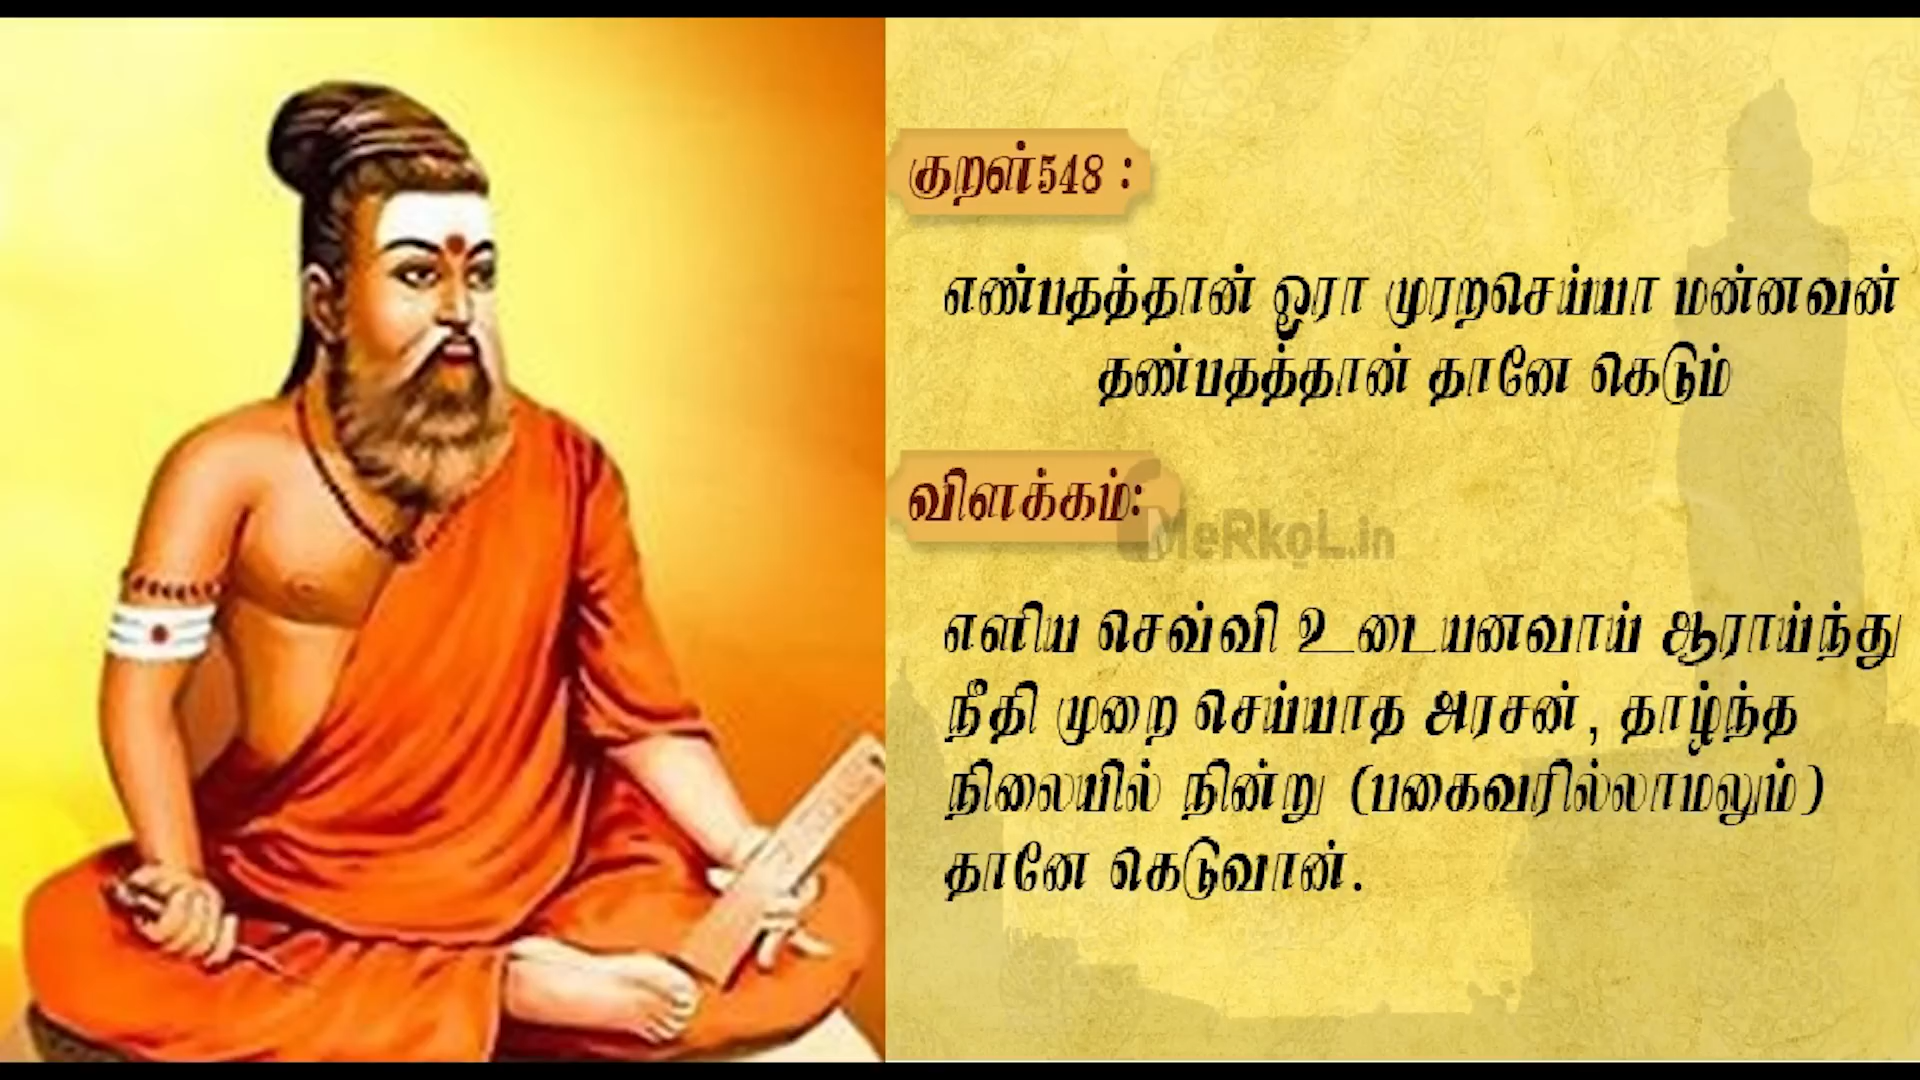 குறள்548 :
எண்பதத்தான் ஓரா முரறசெய்யா மன்னவன்
தண்பதத்தான் தானே கெடும்
விளக்கம்:
MeRkoL.in
எளிய செவ்வி உடையனவாய் ஆராய்ந்து
நீதி முறை செய்யாத அரசன், தாழ்ந்த
நிலையில் நின்று (பகைவரில்லாமலும்)
தானே கெடுவான்.